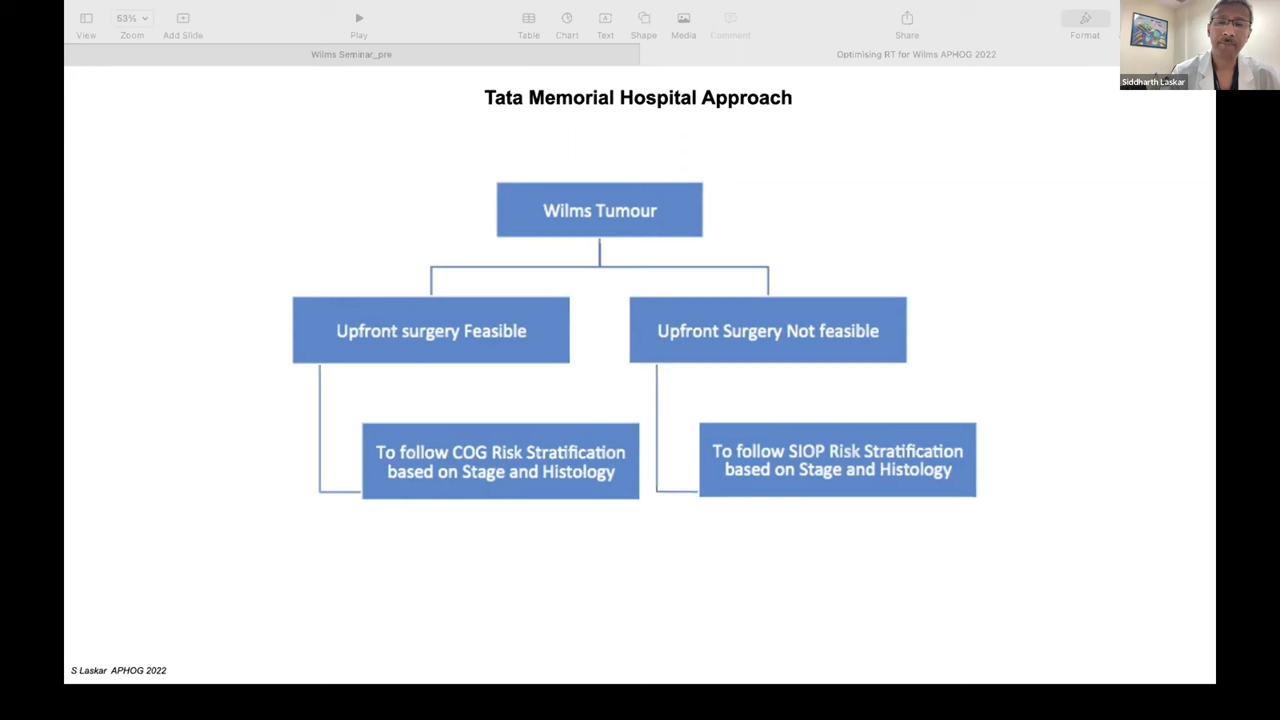 53%
View
Zoom
Add Slide
Play
Table
Chart
Text
Shape
Media
Comment
Share
Format
Wilms Seminar_pre
Optimising RT for Wilms APHOG 2022
Siddharth Laskar
Tata Memorial Hospital Approach
Wilms Tumour
Upfront surgery Feasible
Upfront Surgery Not feasible
To follow COG Risk Stratification
based on Stage and Histology
To follow SIOP Risk Stratification
based on Stage and Histology
S Laskar APHOG 2022